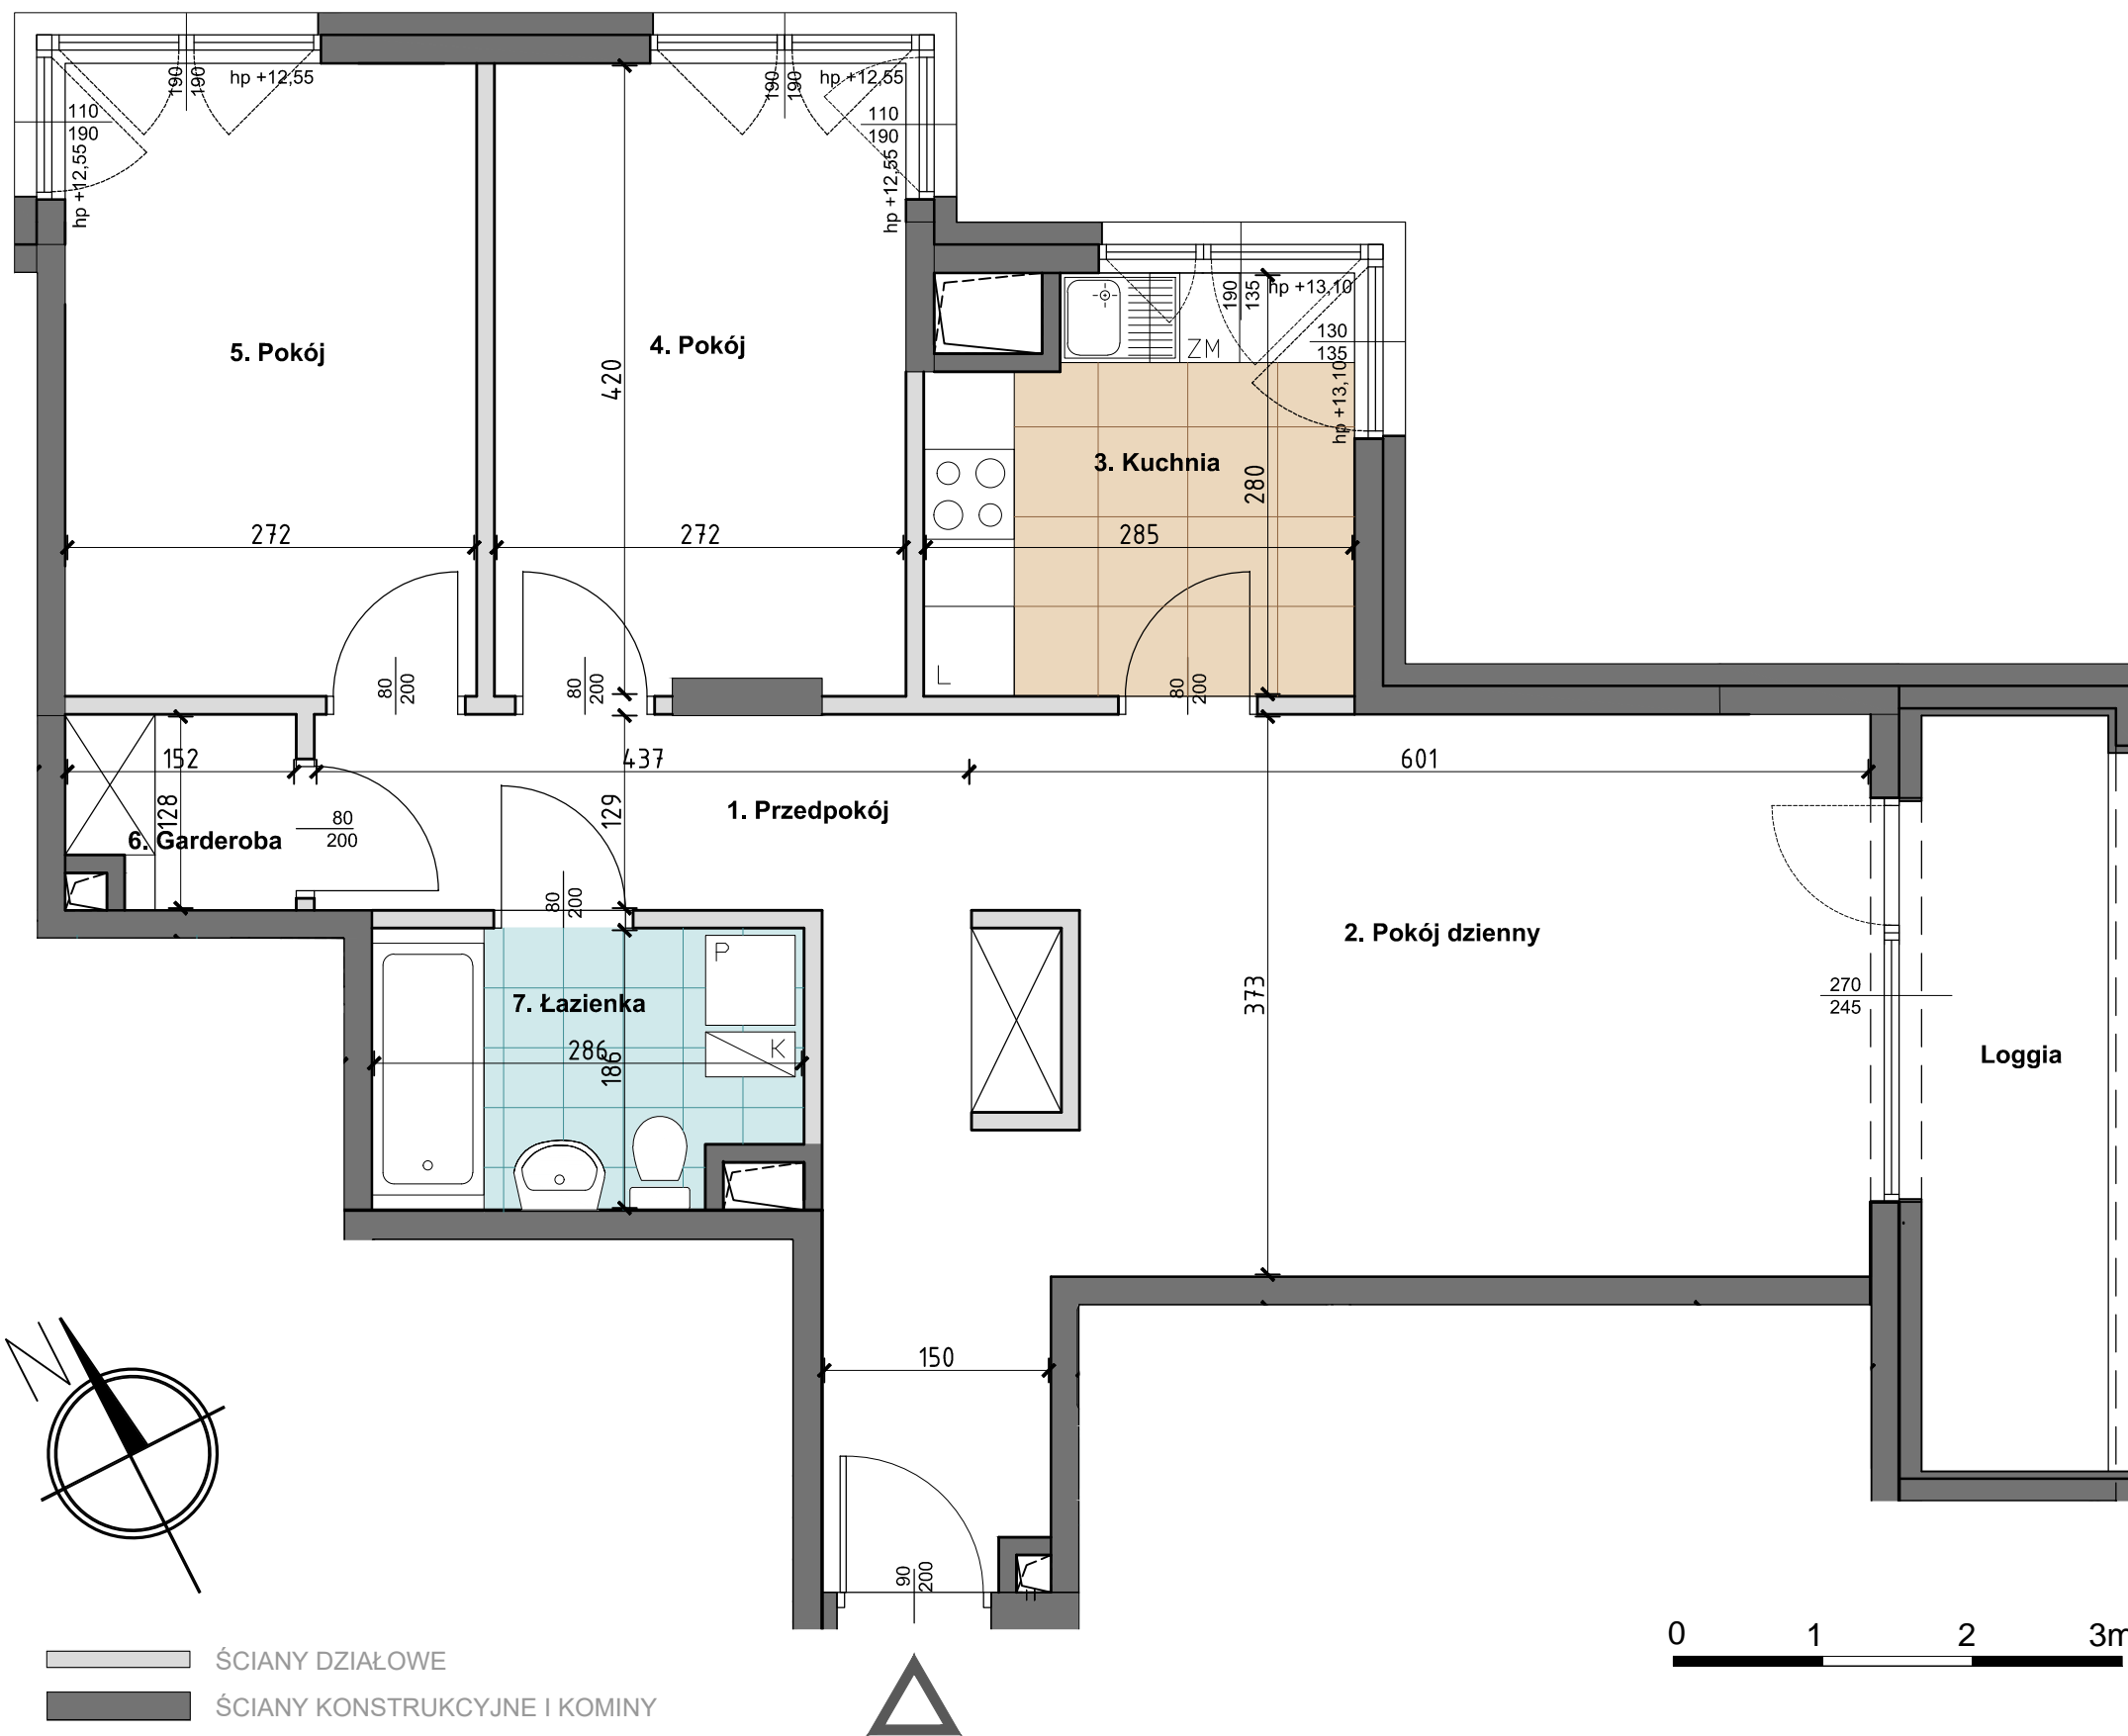 190
190
hp +12,55
190
190
hp +12,55
110
190
hp +12,55
110
190
hp +12,55
190
135
hp +13,10
130
135
hp +13,10
ZM
5. Pokój
4. Pokój
420
3. Kuchnia
280
272
272
285
L
80
200
80
200
80
200
152
437
601
128
129
1. Przedpokój
6. Garderoba
80
200
80
200
2. Pokój dzienny
P
7. Łazienka
373
270
245
286
186
K
Loggia
150
N
90
200
ŚCIANY DZIAŁOWE
ŚCIANY KONSTRUKCYJNE I KOMINY
0 1 2 3m